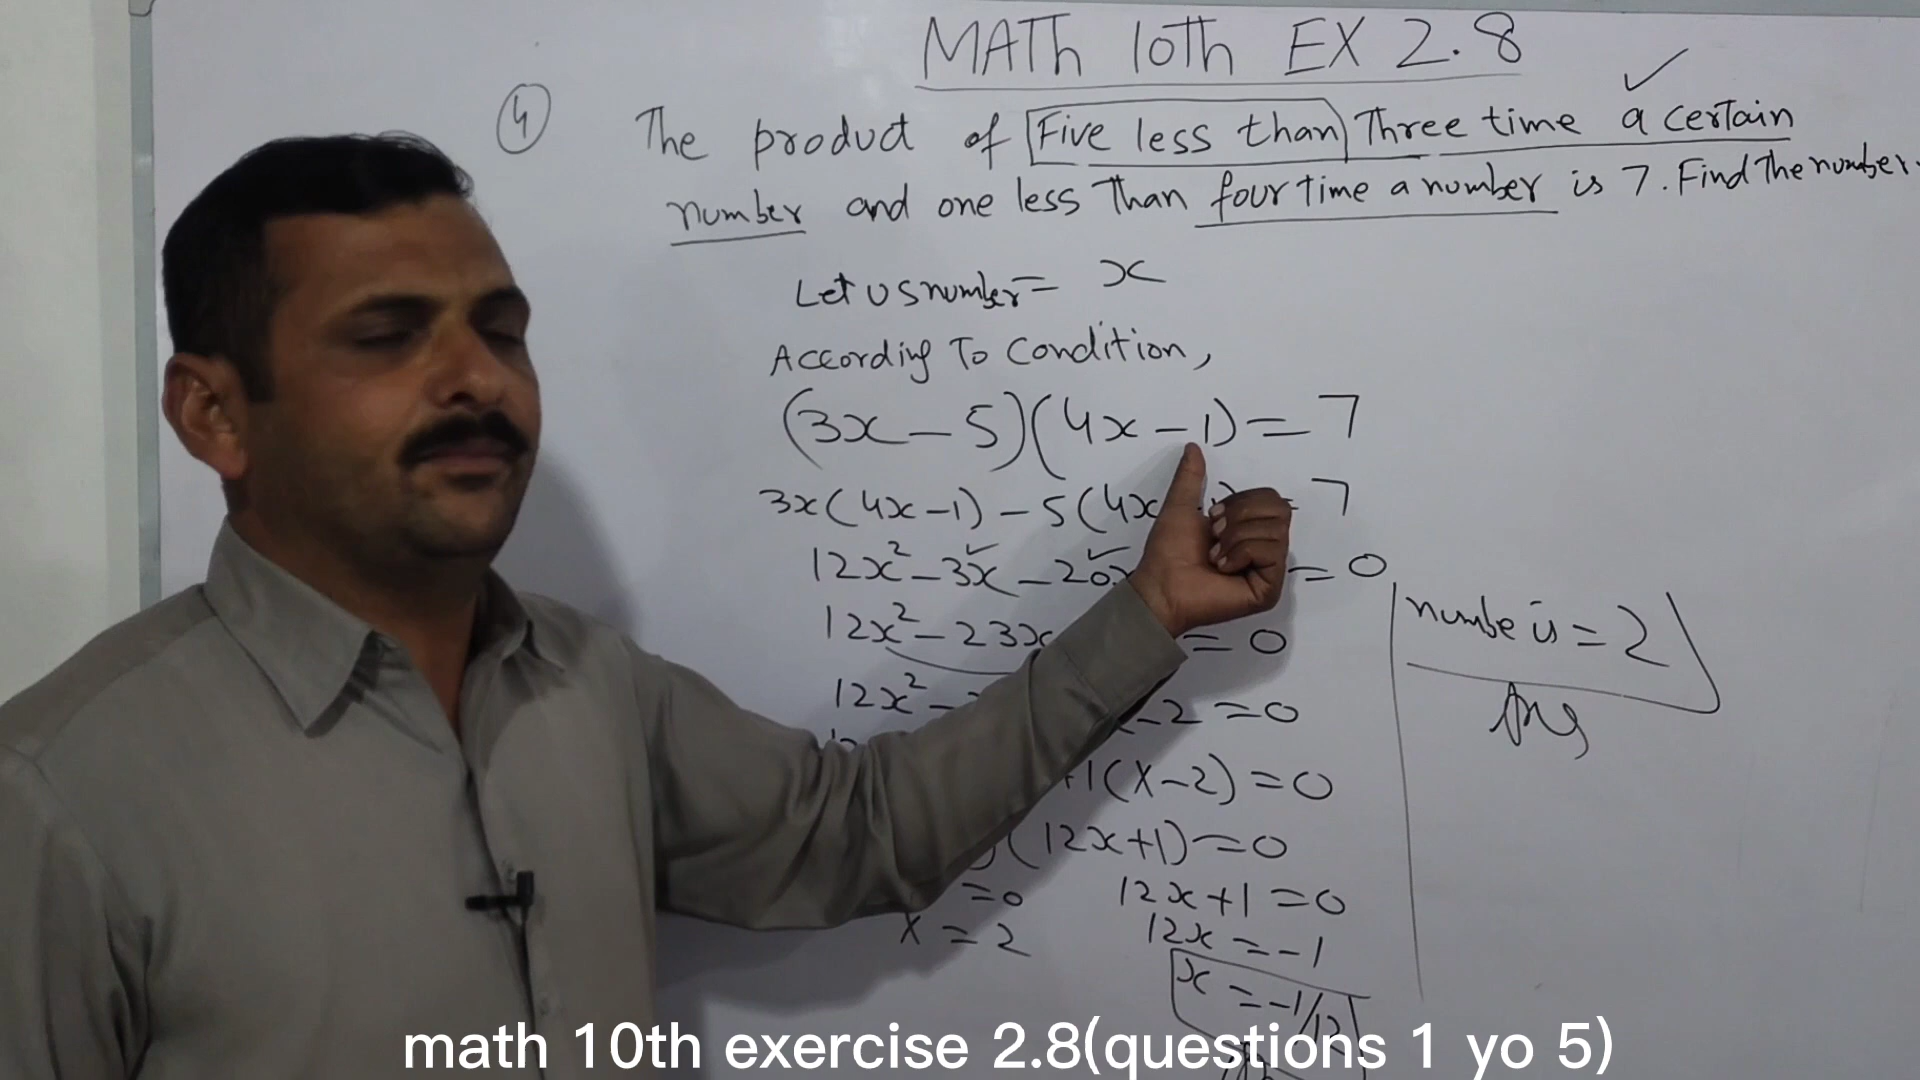 MATH 10th EX 2.8
4 The product of Five less than Three time a certain
number and one less Than four time a number is 7. Find The number.
Let us number = x
According To Condition,
(3x - 5)(4x - 1) = 7
3x(4x-1) - 5(4x = 7
12x² - 3x - 20x = 0
12x² - 23x = 0
numbe is = 2
Ans
12x² - -2 = 0
+1(x-2) = 0
(12x+1) = 0
= 0 12x+1 = 0
x = 2 12x = -1
x = -1/12
math 10th exercise 2.8(questions 1 yo 5)